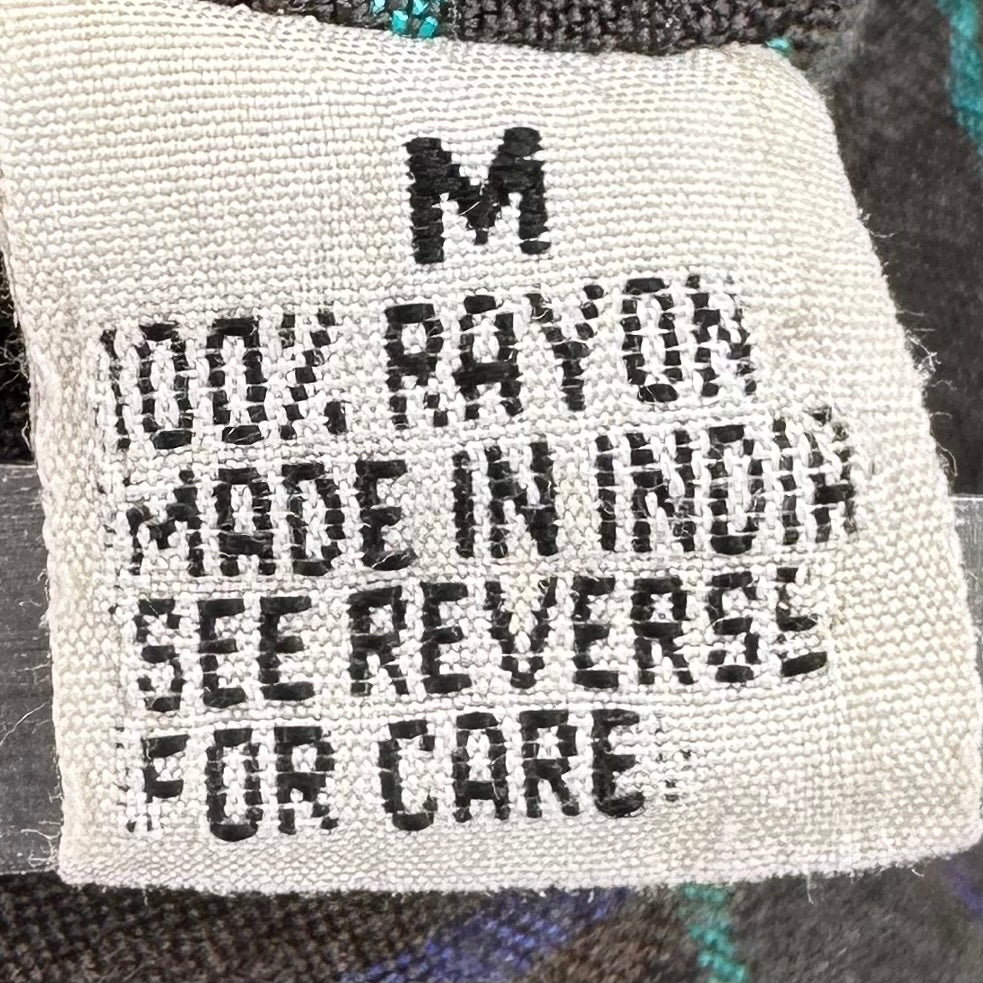 M
100% RAYON
MADE IN INDIA
SEE REVERSE
FOR CARE